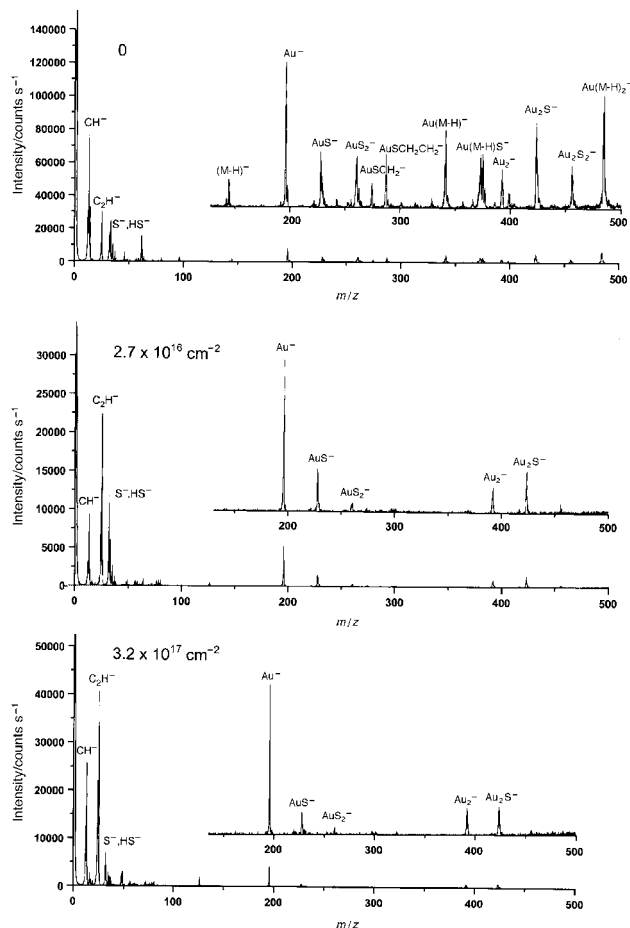 0
Intensity/counts s⁻¹
140000
120000
100000
80000
60000
40000
20000
0
CH⁻
C₂H⁻
S⁻,HS⁻
(M-H)⁻
Au⁻
AuS⁻
AuS₂⁻
AuSCH₂⁻
AuSCH₂CH₂⁻
Au(M-H)⁻
Au(M-H)S⁻
Au₂⁻
Au₂S⁻
Au₂S₂⁻
Au(M-H)₂⁻
200 300 400 500
0 100 200 300 400 500
m/z
2.7 x 10¹⁶ cm⁻²
Intensity/counts s⁻¹
30000
25000
20000
15000
10000
5000
0
CH⁻
C₂H⁻
S⁻,HS⁻
Au⁻
AuS⁻
AuS₂⁻
Au₂⁻
Au₂S⁻
200 300 400 500
0 100 200 300 400 500
m/z
3.2 x 10¹⁷ cm⁻²
Intensity/counts s⁻¹
50000
40000
30000
20000
10000
0
CH⁻
C₂H⁻
S⁻,HS⁻
Au⁻
AuS⁻
AuS₂⁻
Au₂⁻
Au₂S⁻
200 300 400 500
0 100 200 300 400 500
m/z